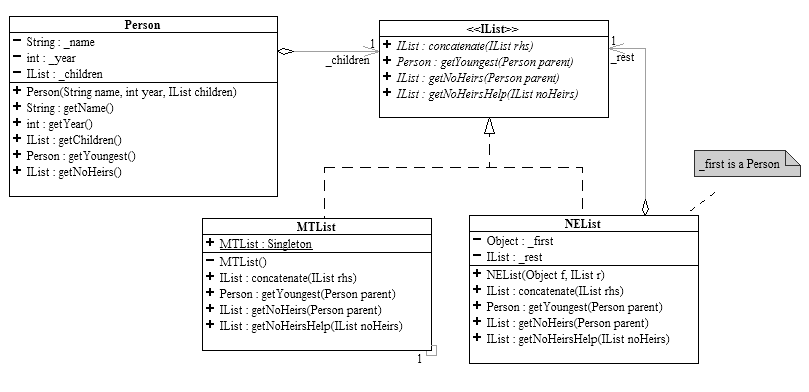 Person
- String : _name
- int : _year
- IList : _children
+ Person(String name, int year, IList children)
+ String : getName()
+ int : getYear()
+ IList : getChildren()
+ Person : getYoungest()
+ IList : getNoHeirs()
1
_children
<<IList>>
+ IList : concatenate(IList rhs)
+ Person : getYoungest(Person parent)
+ IList : getNoHeirs(Person parent)
+ IList : getNoHeirsHelp(IList noHeirs)
1
_rest
_first is a Person
MTList
+ MTList : Singleton
- MTList()
+ IList : concatenate(IList rhs)
+ Person : getYoungest(Person parent)
+ IList : getNoHeirs(Person parent)
+ IList : getNoHeirsHelp(IList noHeirs)
1
NEList
- Object : _first
- IList : _rest
+ NEList(Object f, IList r)
+ IList : concatenate(IList rhs)
+ Person : getYoungest(Person parent)
+ IList : getNoHeirs(Person parent)
+ IList : getNoHeirsHelp(IList noHeirs)